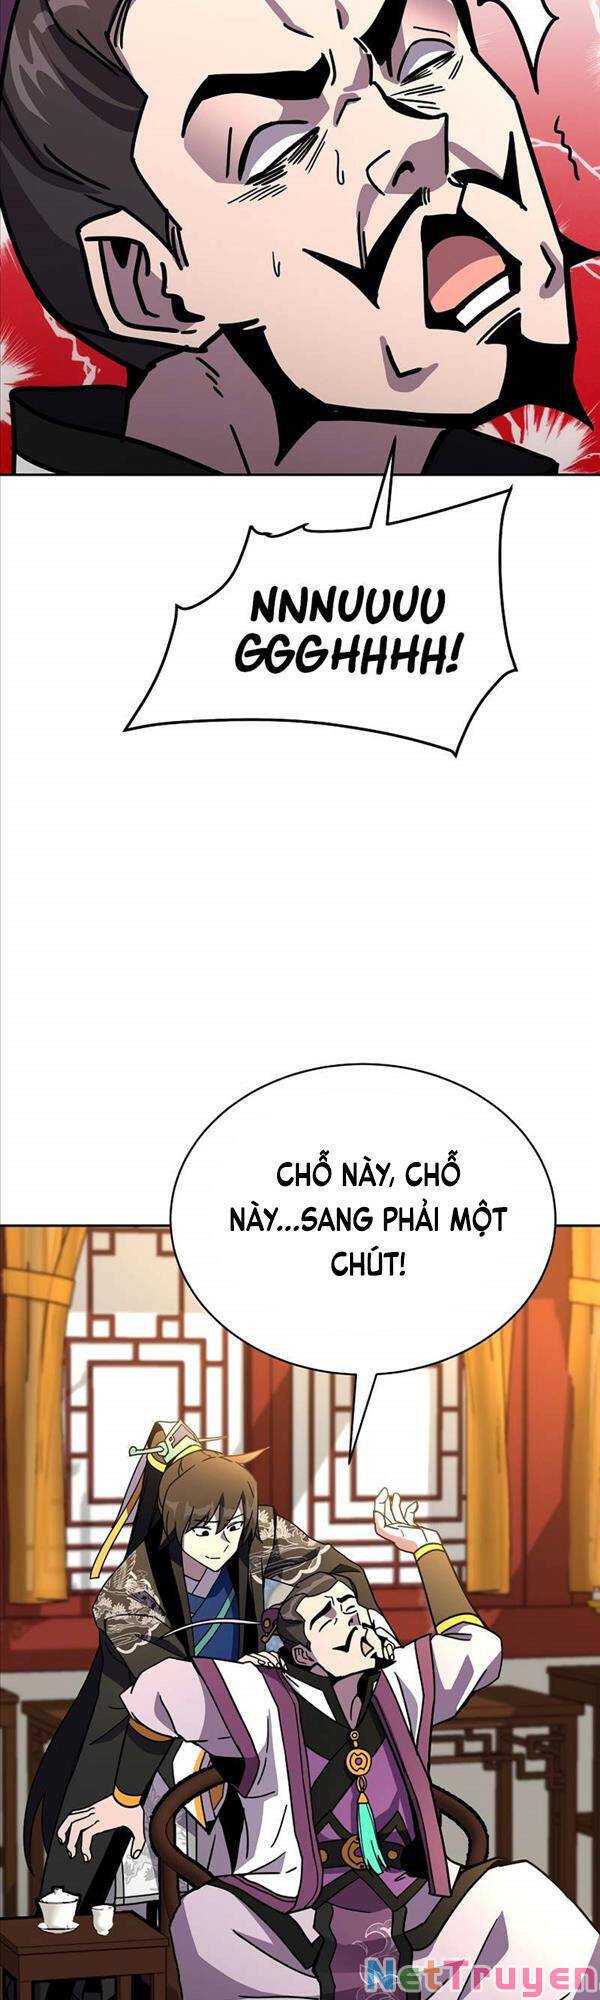 NNNUUUU
GGGHHHH!
CHỖ NÀY, CHỖ
NÀY...SANG PHẢI MỘT
CHÚT!
NetTruyen